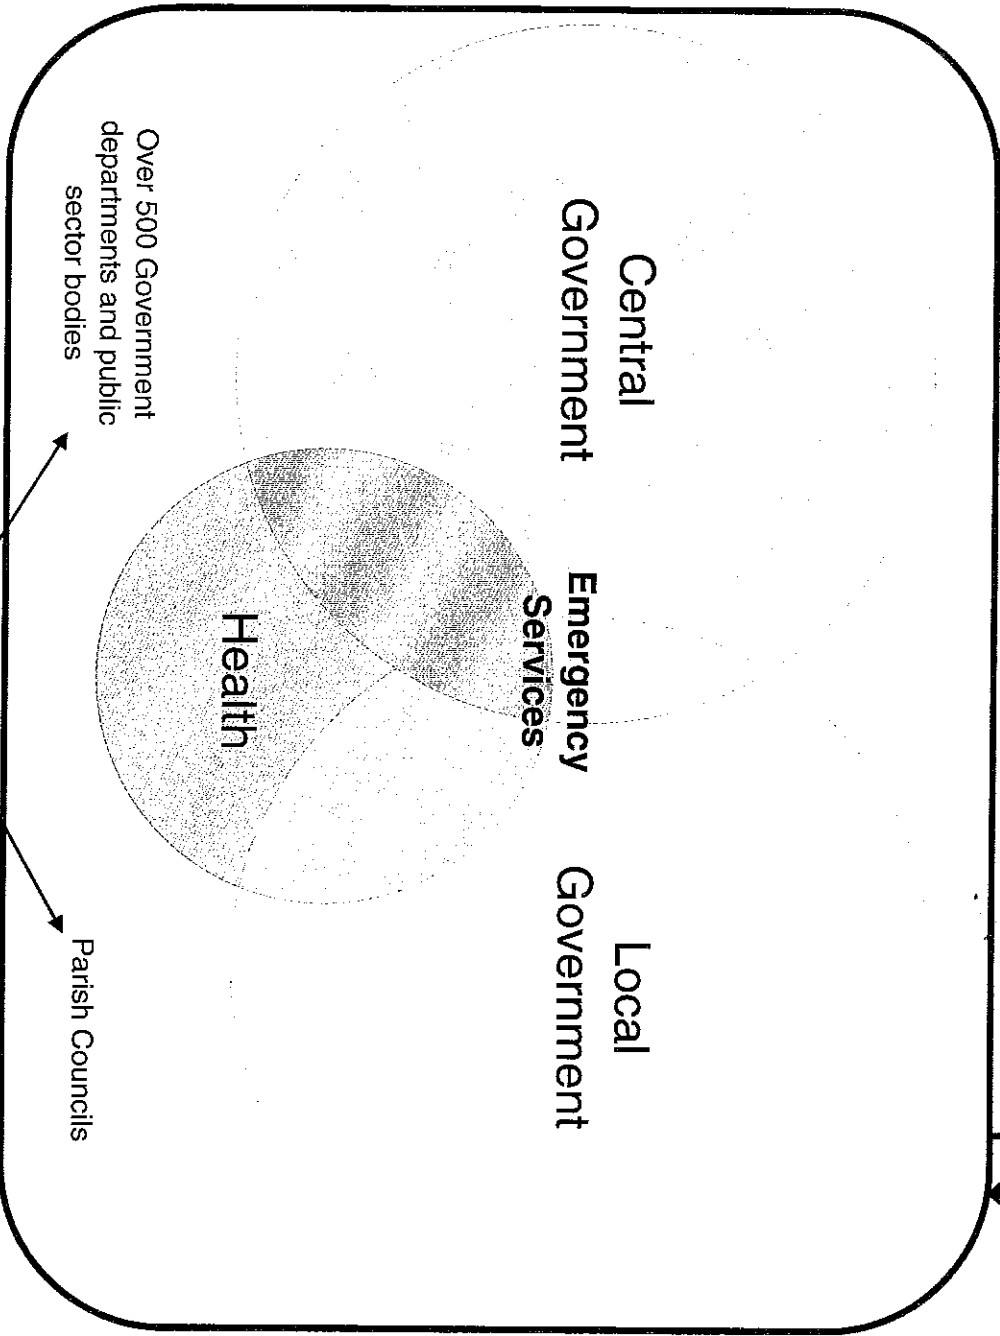 Central
Government
Emergency
Services
Local
Government
Health
Over 500 Government
departments and public
sector bodies
Parish Councils